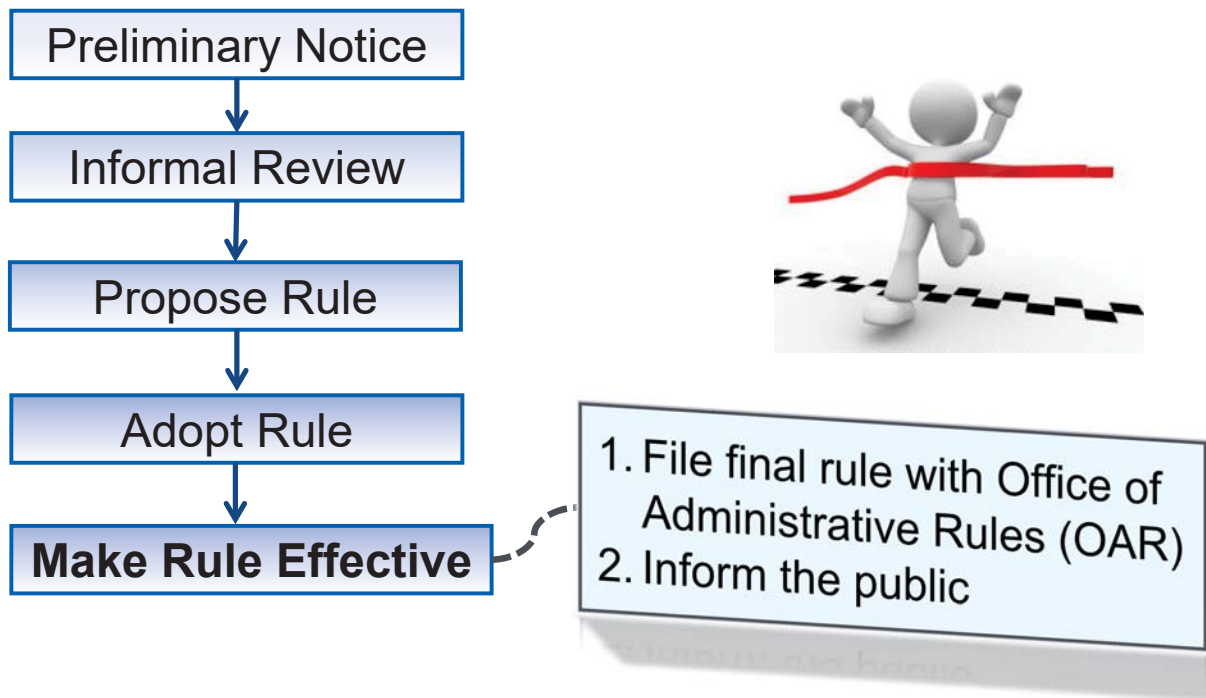 Preliminary Notice
Informal Review
Propose Rule
Adopt Rule
Make Rule Effective
1. File final rule with Office of
Administrative Rules (OAR)
2. Inform the public